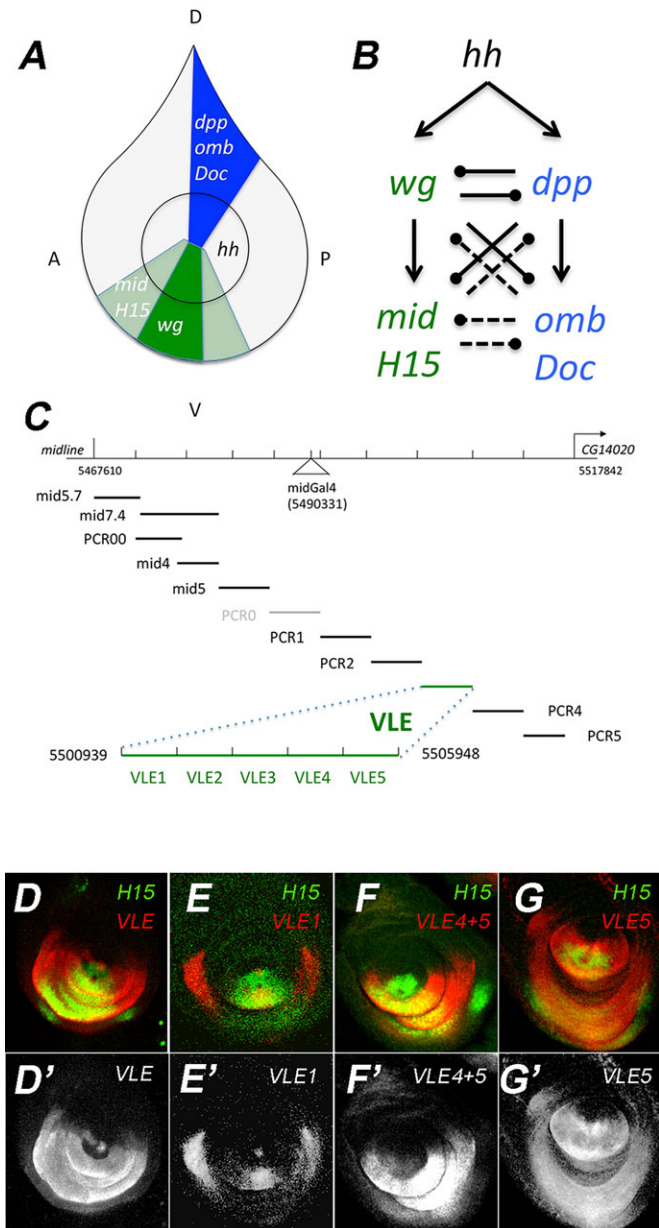 A
D
dpp
omb
Doc
hh
A
P
mid
H15
wg
V
B
hh
wg
dpp
mid
omb
H15
Doc
C
midline
CG14020
5467610
5517842
midGal4
(5490331)
mid5.7
mid7.4
PCR00
mid4
mid5
PCR0
PCR1
PCR2
VLE
PCR4
PCR5
5500939
5505948
VLE1 VLE2 VLE3 VLE4 VLE5
D H15
VLE
E H15
VLE1
F H15
VLE4+5
G H15
VLE5
D' VLE
E' VLE1
F' VLE4+5
G' VLE5